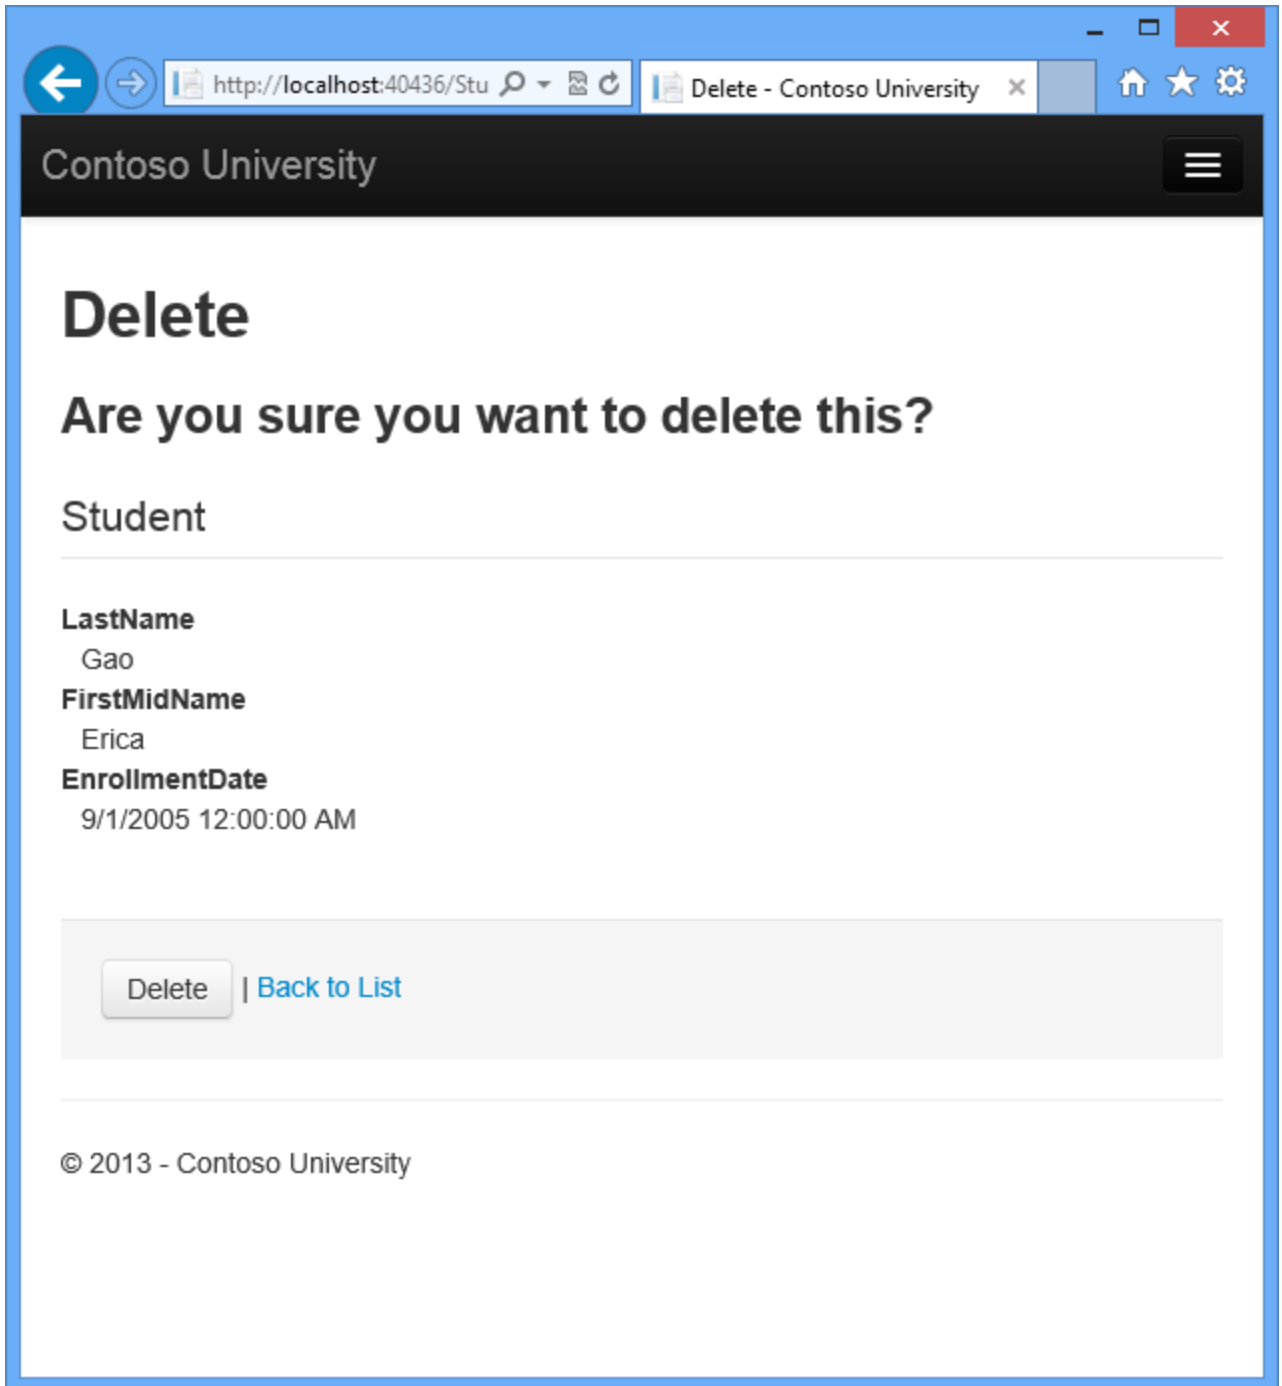 http://localhost:40436/Stu
Delete - Contoso University
Contoso University
Delete
Are you sure you want to delete this?
Student
LastName
Gao
FirstMidName
Erica
EnrollmentDate
9/1/2005 12:00:00 AM
Delete | Back to List
© 2013 - Contoso University